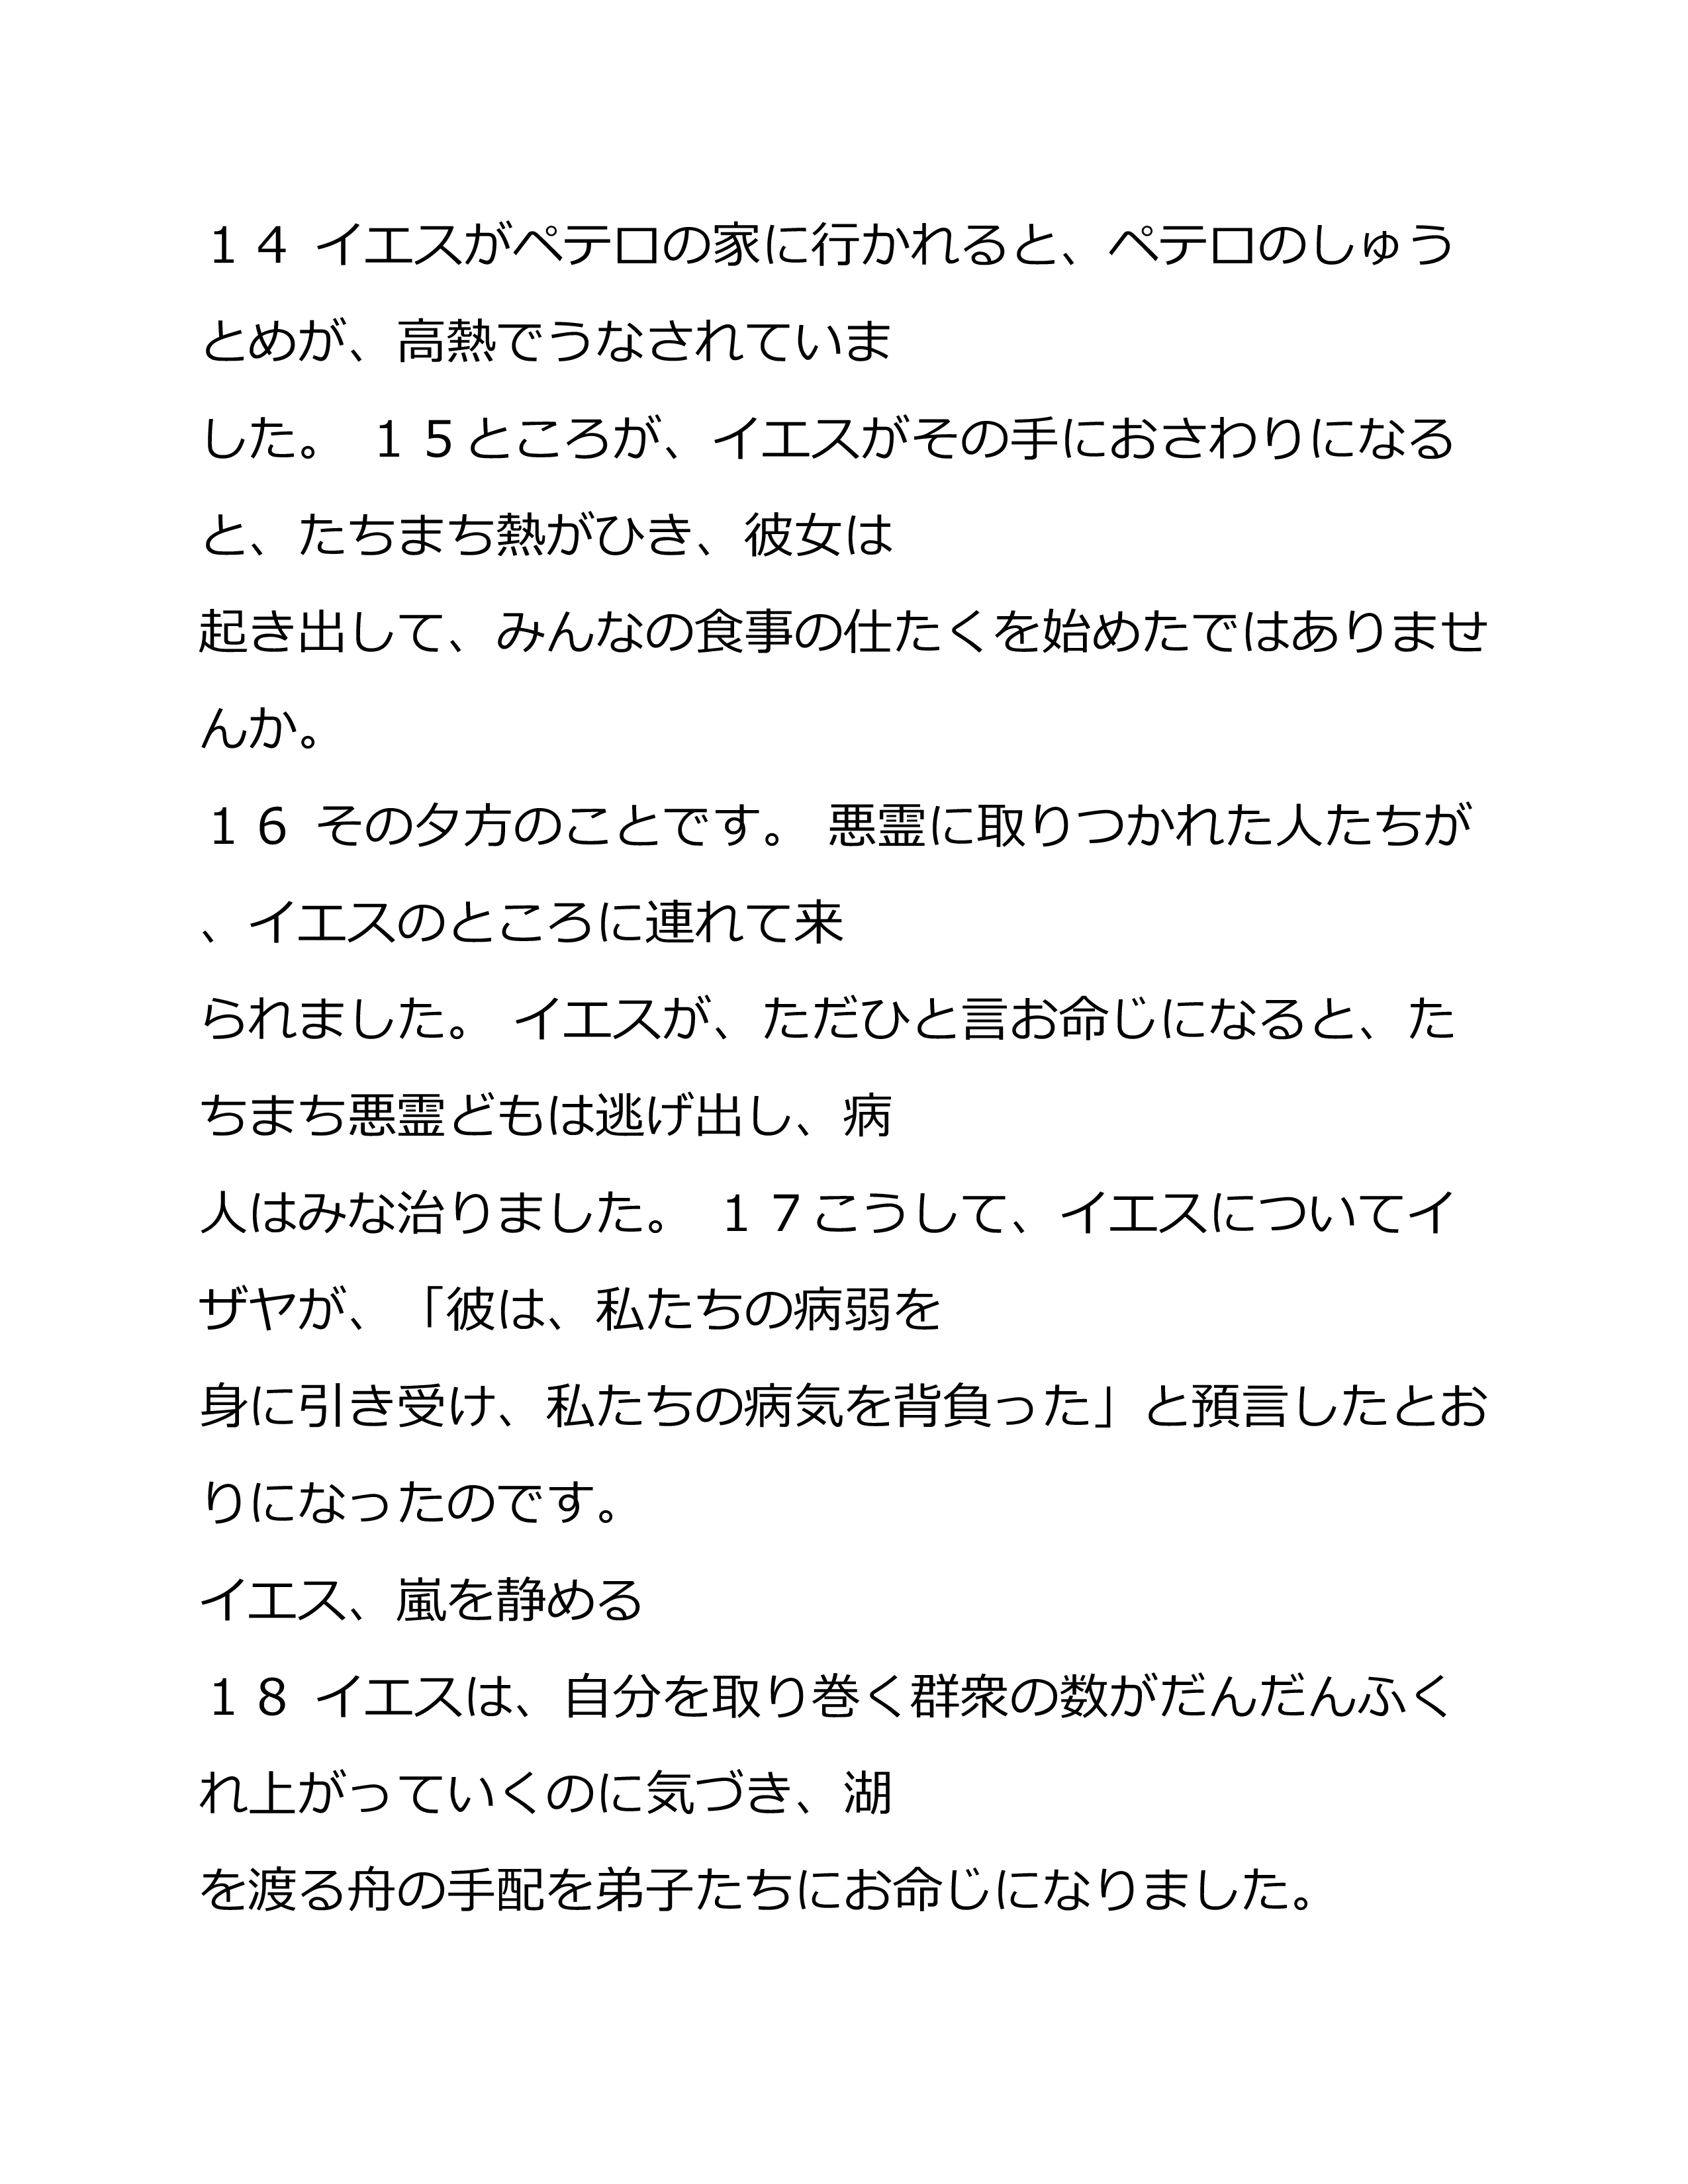 １４ イエスがペテロの家に行かれると、ペテロのしゅう
とめが、高熱でうなされていま
した。 １５ところが、イエスがその手におさわりになる
と、たちまち熱がひき、彼女は
起き出して、みんなの食事の仕たくを始めたではありませ
んか。
１６ その夕方のことです。 悪霊に取りつかれた人たちが
、イエスのところに連れて来
られました。 イエスが、ただひと言お命じになると、た
ちまち悪霊どもは逃げ出し、病
人はみな治りました。 １７こうして、イエスについてイ
ザヤが、「彼は、私たちの病弱を
身に引き受け、私たちの病気を背負った」と預言したとお
りになったのです。
イエス、嵐を静める
１８ イエスは、自分を取り巻く群衆の数がだんだんふく
れ上がっていくのに気づき、湖
を渡る舟の手配を弟子たちにお命じになりました。